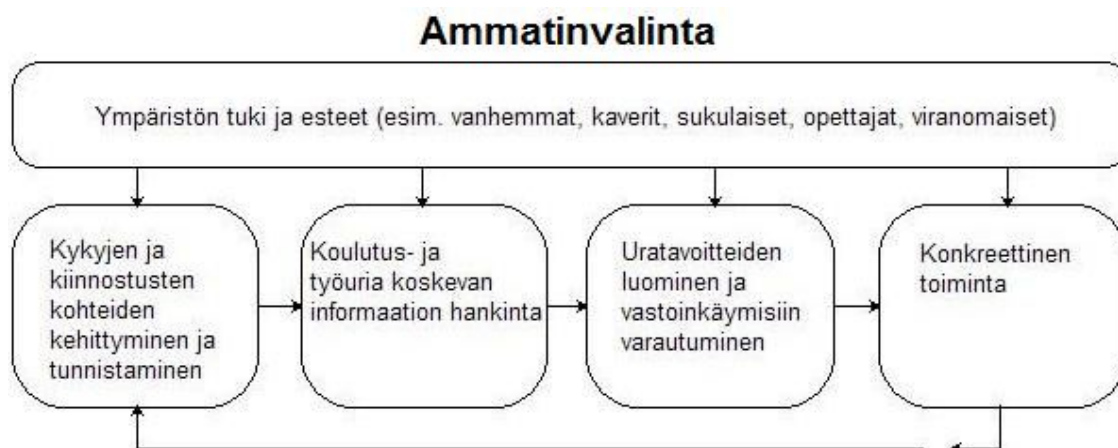 Ammatinvalinta
Ympäristön tuki ja esteet (esim. vanhemmat, kaverit, sukulaiset, opettajat, viranomaiset)
Kykyjen ja
kiinnostusten
kohteiden
kehittyminen ja
tunnistaminen
Koulutus- ja
työuria koskevan
informaation hankinta
Uratavoitteiden
luominen ja
vastoinkäymisiin
varautuminen
Konkreettinen
toiminta